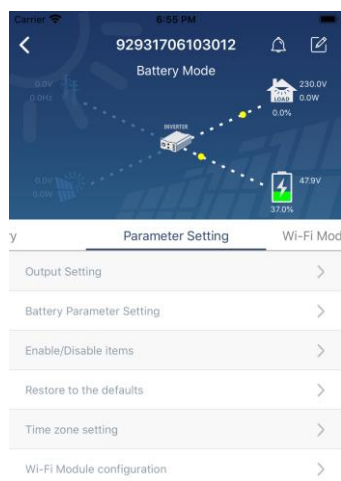 Carrier 6:55 PM
92931706103012
Battery Mode
0.0V
0.0Hz
230.0V
LOAD 0.0W
0.0%
INVERTER
0.0V
0.0W
47.9V
37.0%
y Parameter Setting Wi-Fi Mod
Output Setting
Battery Parameter Setting
Enable/Disable items
Restore to the defaults
Time zone setting
Wi-Fi Module configuration